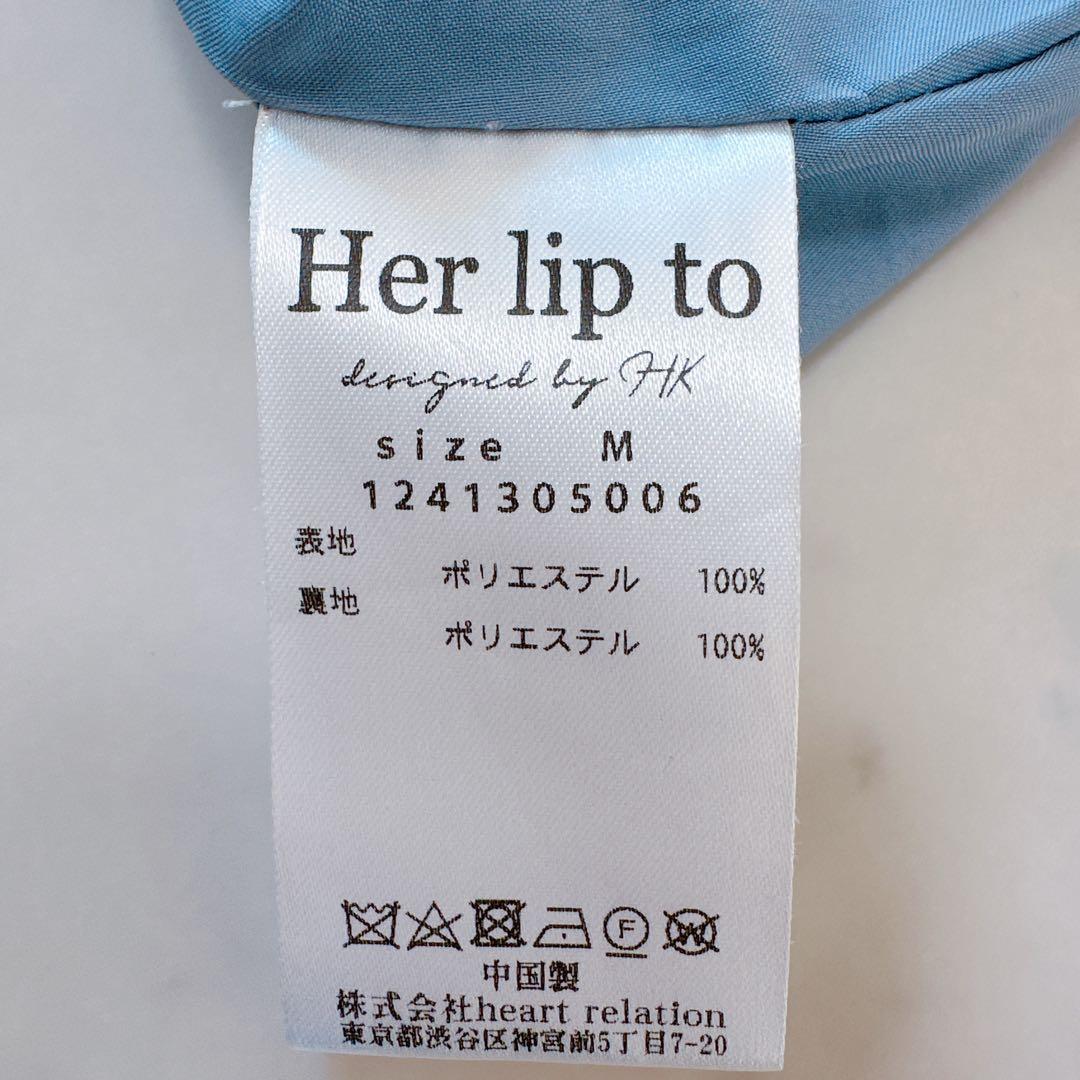 Her lip to
designed by HK
size M
1241305006
表地
ポリエステル 100%
裏地
ポリエステル 100%
F
W
中国製
株式会社heart relation
東京都渋谷区神宮前5丁目7-20